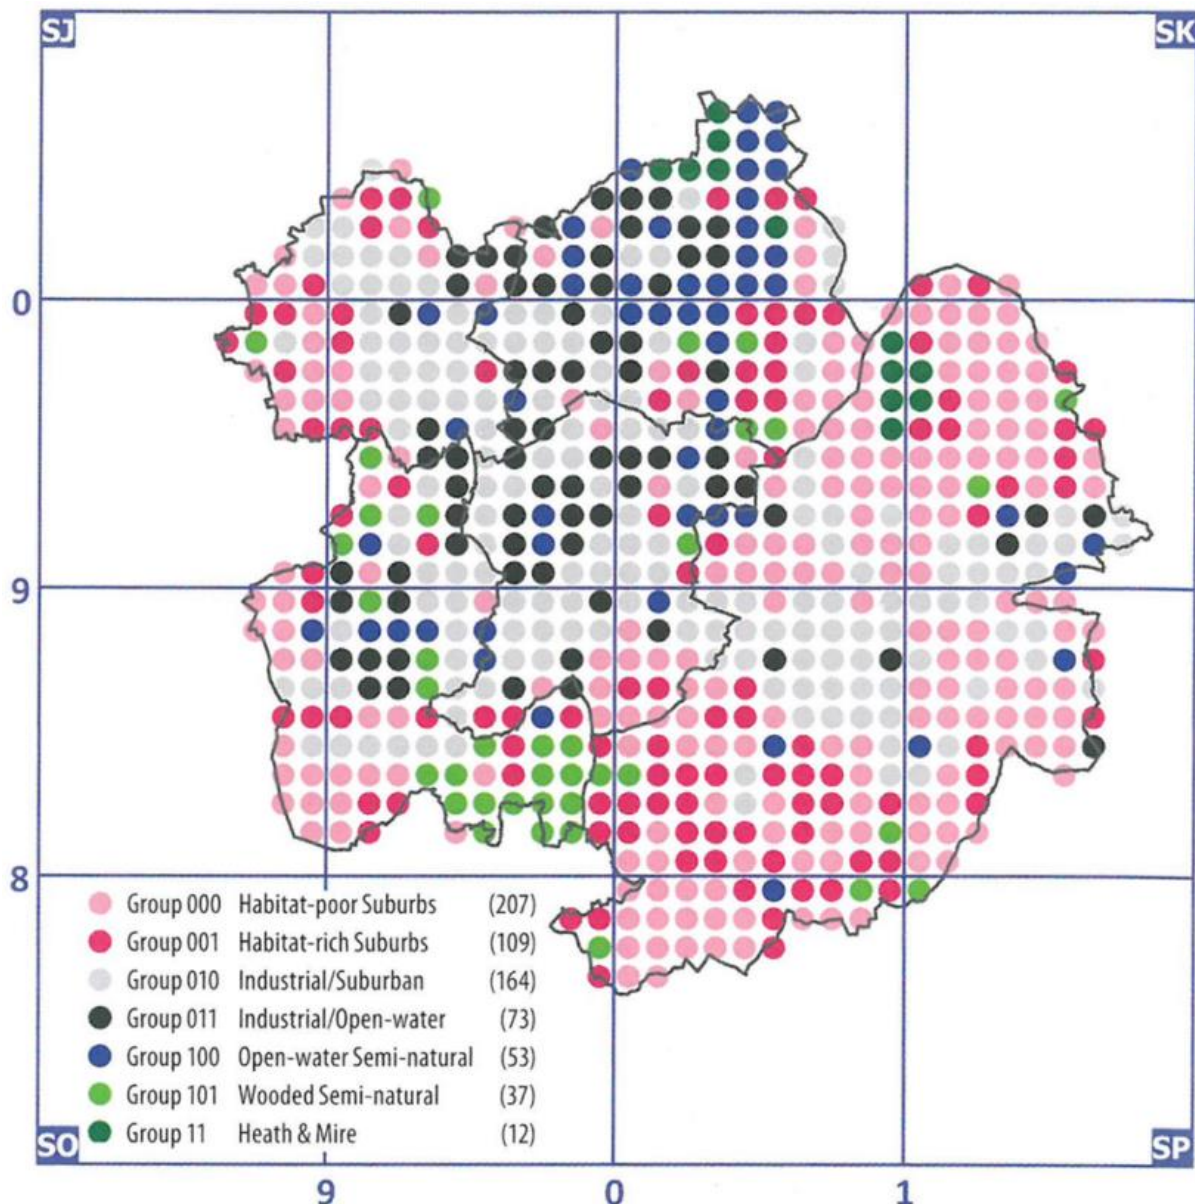 SJ
SK
0
9
8
Group 000 Habitat-poor Suburbs (207)
Group 001 Habitat-rich Suburbs (109)
Group 010 Industrial/Suburban (164)
Group 011 Industrial/Open-water (73)
Group 100 Open-water Semi-natural (53)
Group 101 Wooded Semi-natural (37)
Group 11 Heath & Mire (12)
SO
SP
9 0 1